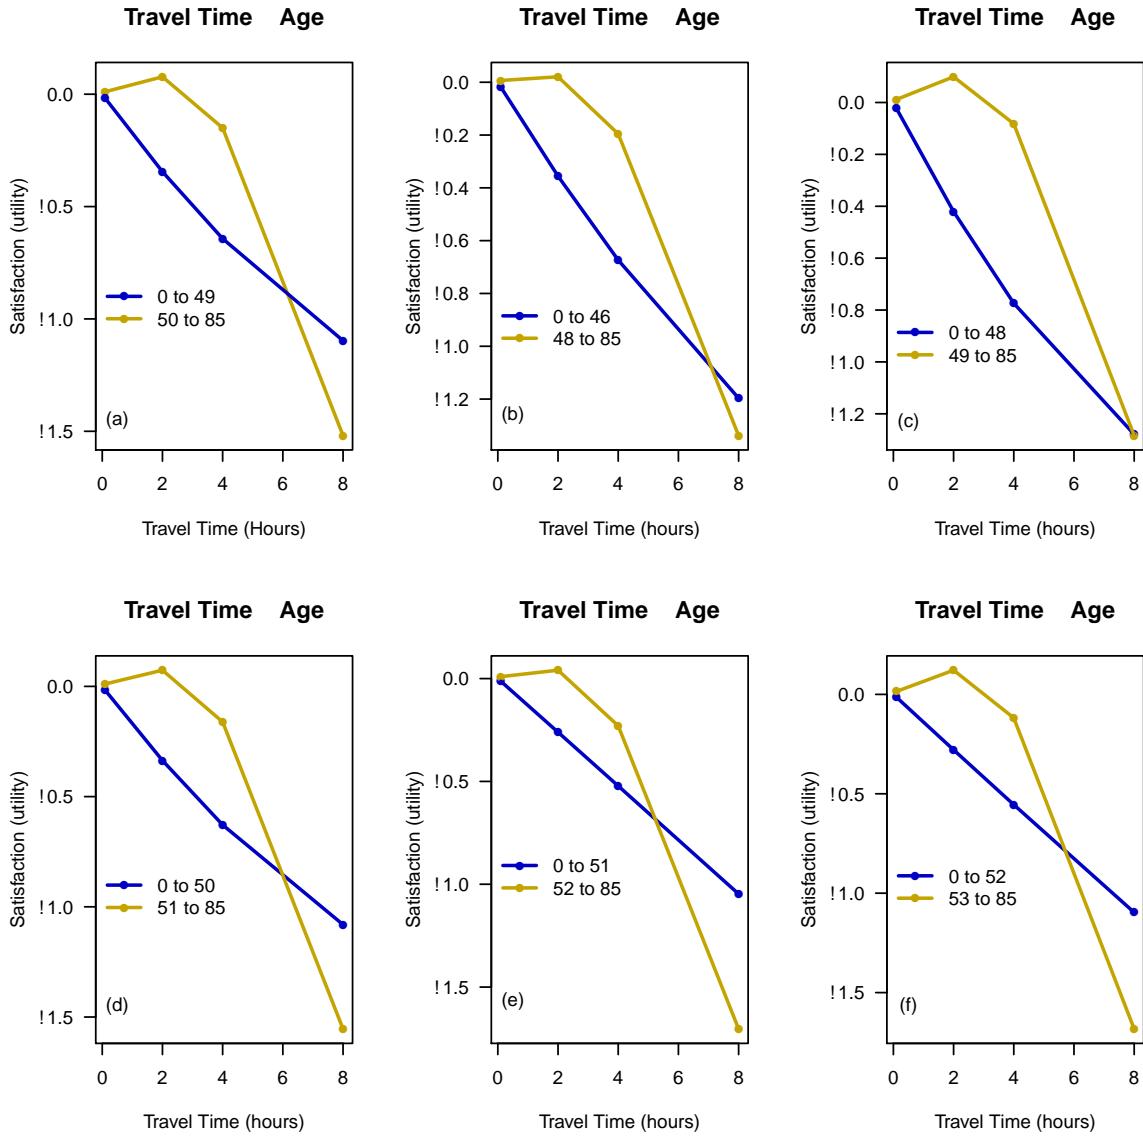 Travel Time Age
Satisfaction (utility)
0.0
!0.5
!1.0
!1.5
0 to 49
50 to 85
(a)
0 2 4 6 8
Travel Time (Hours)
Travel Time Age
Satisfaction (utility)
0.0
!0.2
!0.4
!0.6
!0.8
!1.0
!1.2
0 to 46
48 to 85
(b)
0 2 4 6 8
Travel Time (hours)
Travel Time Age
Satisfaction (utility)
0.0
!0.2
!0.4
!0.6
!0.8
!1.0
!1.2
0 to 48
49 to 85
(c)
0 2 4 6 8
Travel Time (hours)
Travel Time Age
Satisfaction (utility)
0.0
!0.5
!1.0
!1.5
0 to 50
51 to 85
(d)
0 2 4 6 8
Travel Time (hours)
Travel Time Age
Satisfaction (utility)
0.0
!0.5
!1.0
!1.5
0 to 51
52 to 85
(e)
0 2 4 6 8
Travel Time (hours)
Travel Time Age
Satisfaction (utility)
0.0
!0.5
!1.0
!1.5
0 to 52
53 to 85
(f)
0 2 4 6 8
Travel Time (hours)